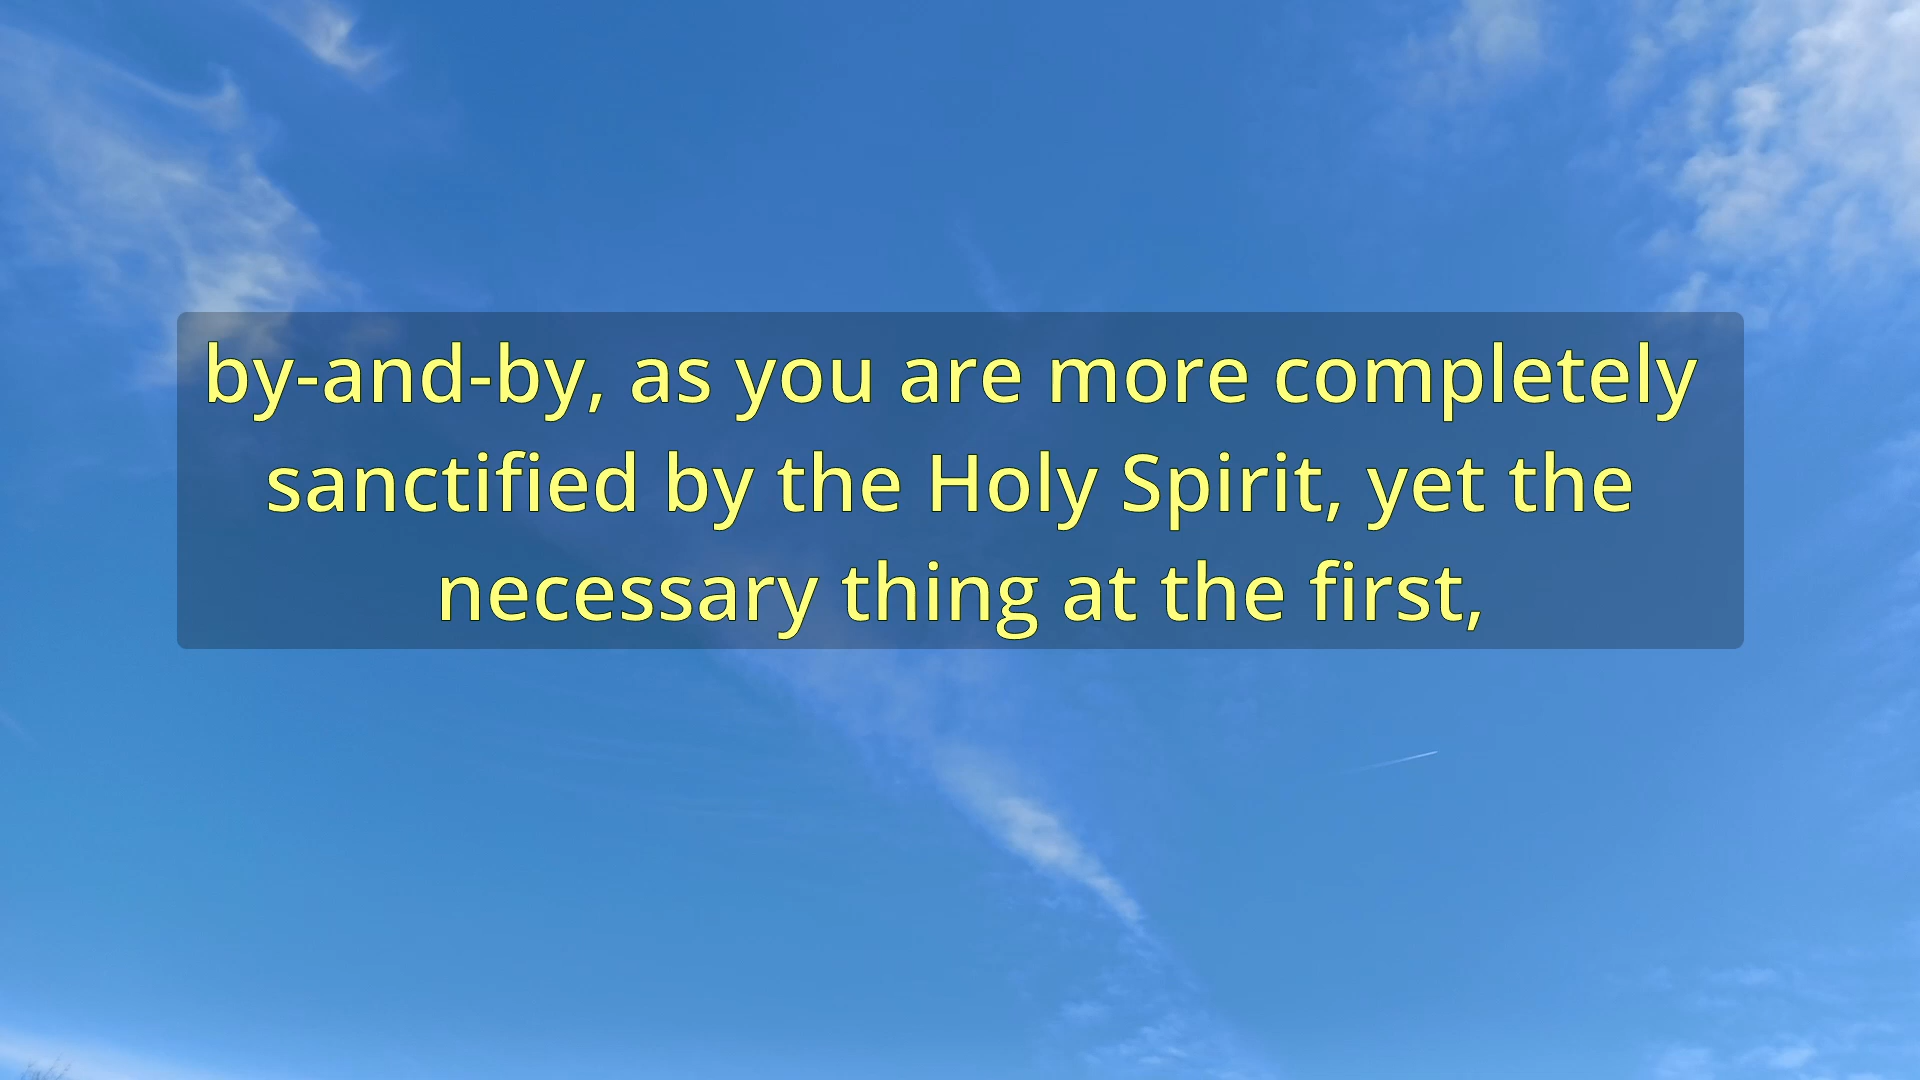 by-and-by, as you are more completely
sanctified by the Holy Spirit, yet the
necessary thing at the first,